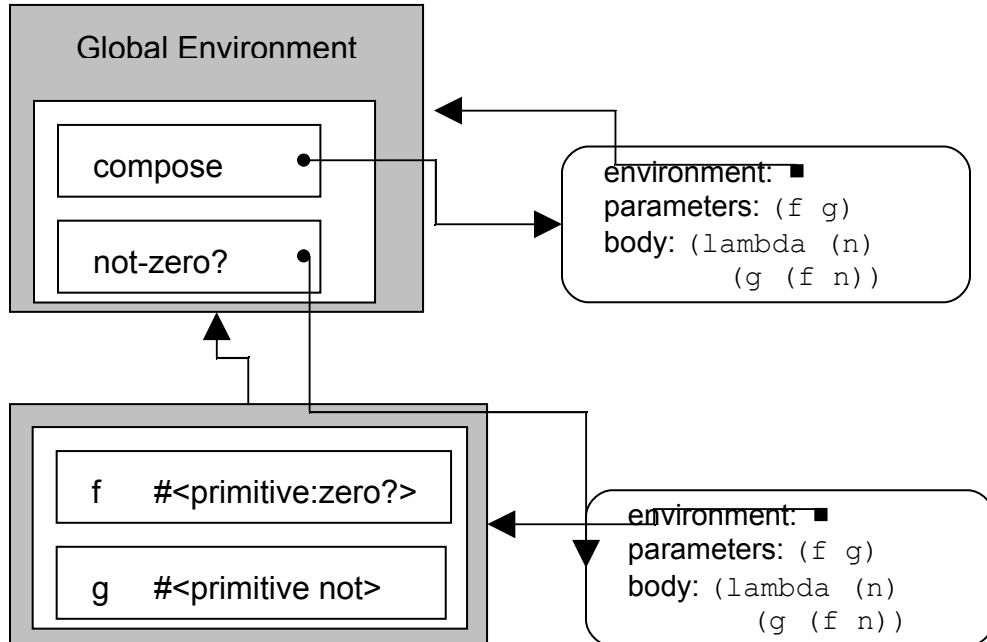 Global Environment
compose
not-zero?
environment:
parameters: (f g)
body: (lambda (n)
(g (f n))
f #<primitive:zero?>
g #<primitive not>
environment:
parameters: (f g)
body: (lambda (n)
(g (f n))